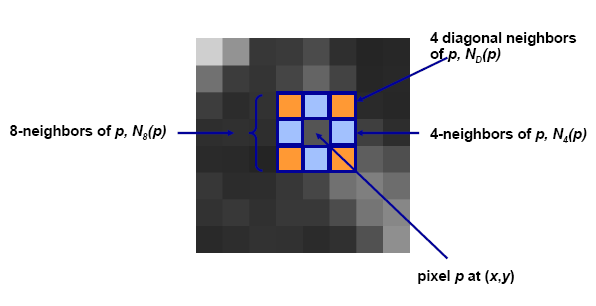 4 diagonal neighbors
of p, N_D(p)
8-neighbors of p, N_8(p)
4-neighbors of p, N_4(p)
pixel p at (x,y)